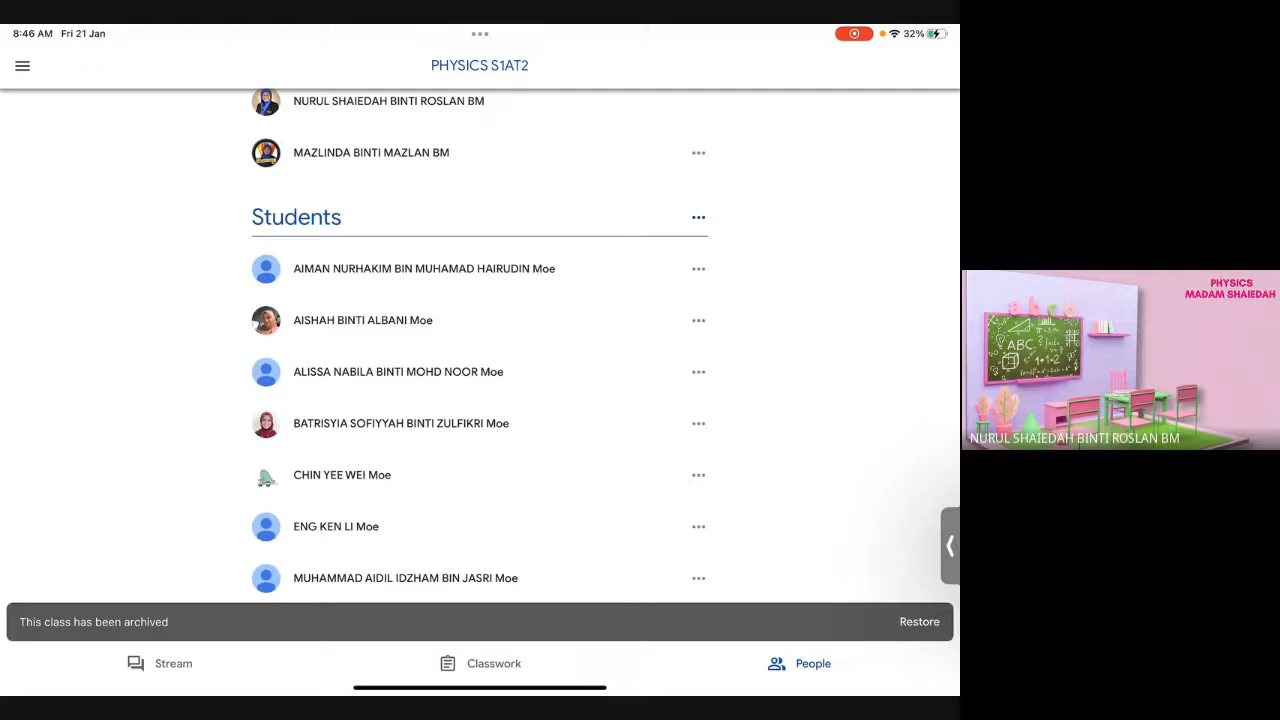 8:46 AM Fri 21 Jan
32%
PHYSICS S1AT2
NURUL SHAIEDAH BINTI ROSLAN BM
MAZLINDA BINTI MAZLAN BM
Students
AIMAN NURHAKIM BIN MUHAMAD HAIRUDIN Moe
AISHAH BINTI ALBANI Moe
ALISSA NABILA BINTI MOHD NOOR Moe
BATRISYIA SOFIYYAH BINTI ZULFIKRI Moe
CHIN YEE WEI Moe
ENG KEN LI Moe
MUHAMMAD AIDIL IDZHAM BIN JASRI Moe
This class has been archived
Restore
Stream
Classwork
People
PHYSICS
MADAM SHAIEDAH
abcd
ABC
1+1=2
NURUL SHAIEDAH BINTI ROSLAN BM